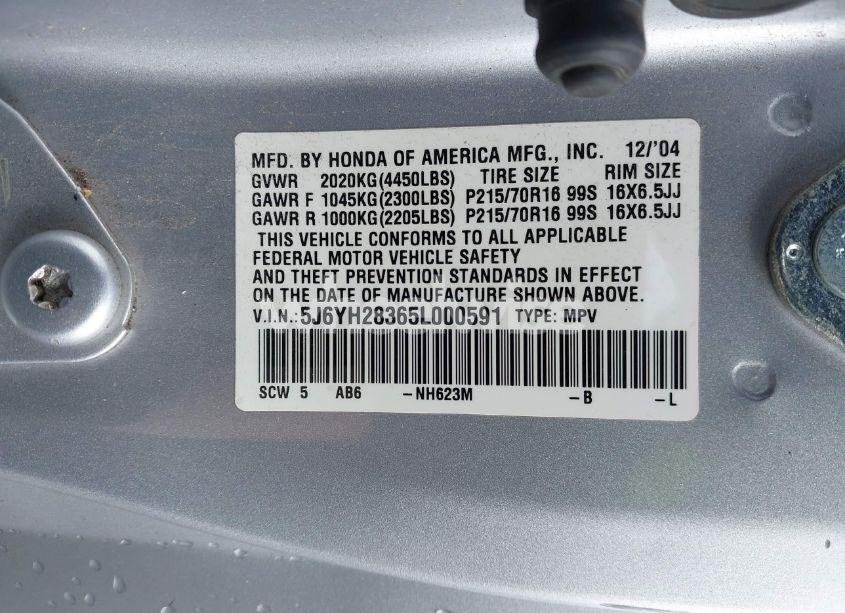 MFD. BY HONDA OF AMERICA MFG., INC. 12/'04
GVWR 2020KG(4450LBS) TIRE SIZE RIM SIZE
GAWR F 1045KG(2300LBS) P215/70R16 99S 16X6.5JJ
GAWR R 1000KG(2205LBS) P215/70R16 99S 16X6.5JJ
THIS VEHICLE CONFORMS TO ALL APPLICABLE
FEDERAL MOTOR VEHICLE SAFETY
AND THEFT PREVENTION STANDARDS IN EFFECT
ON THE DATE OF MANUFACTURE SHOWN ABOVE.
V.I.N.: 5J6YH28365L000591 TYPE: MPV
SCW 5 AB6 -NH623M -B -L